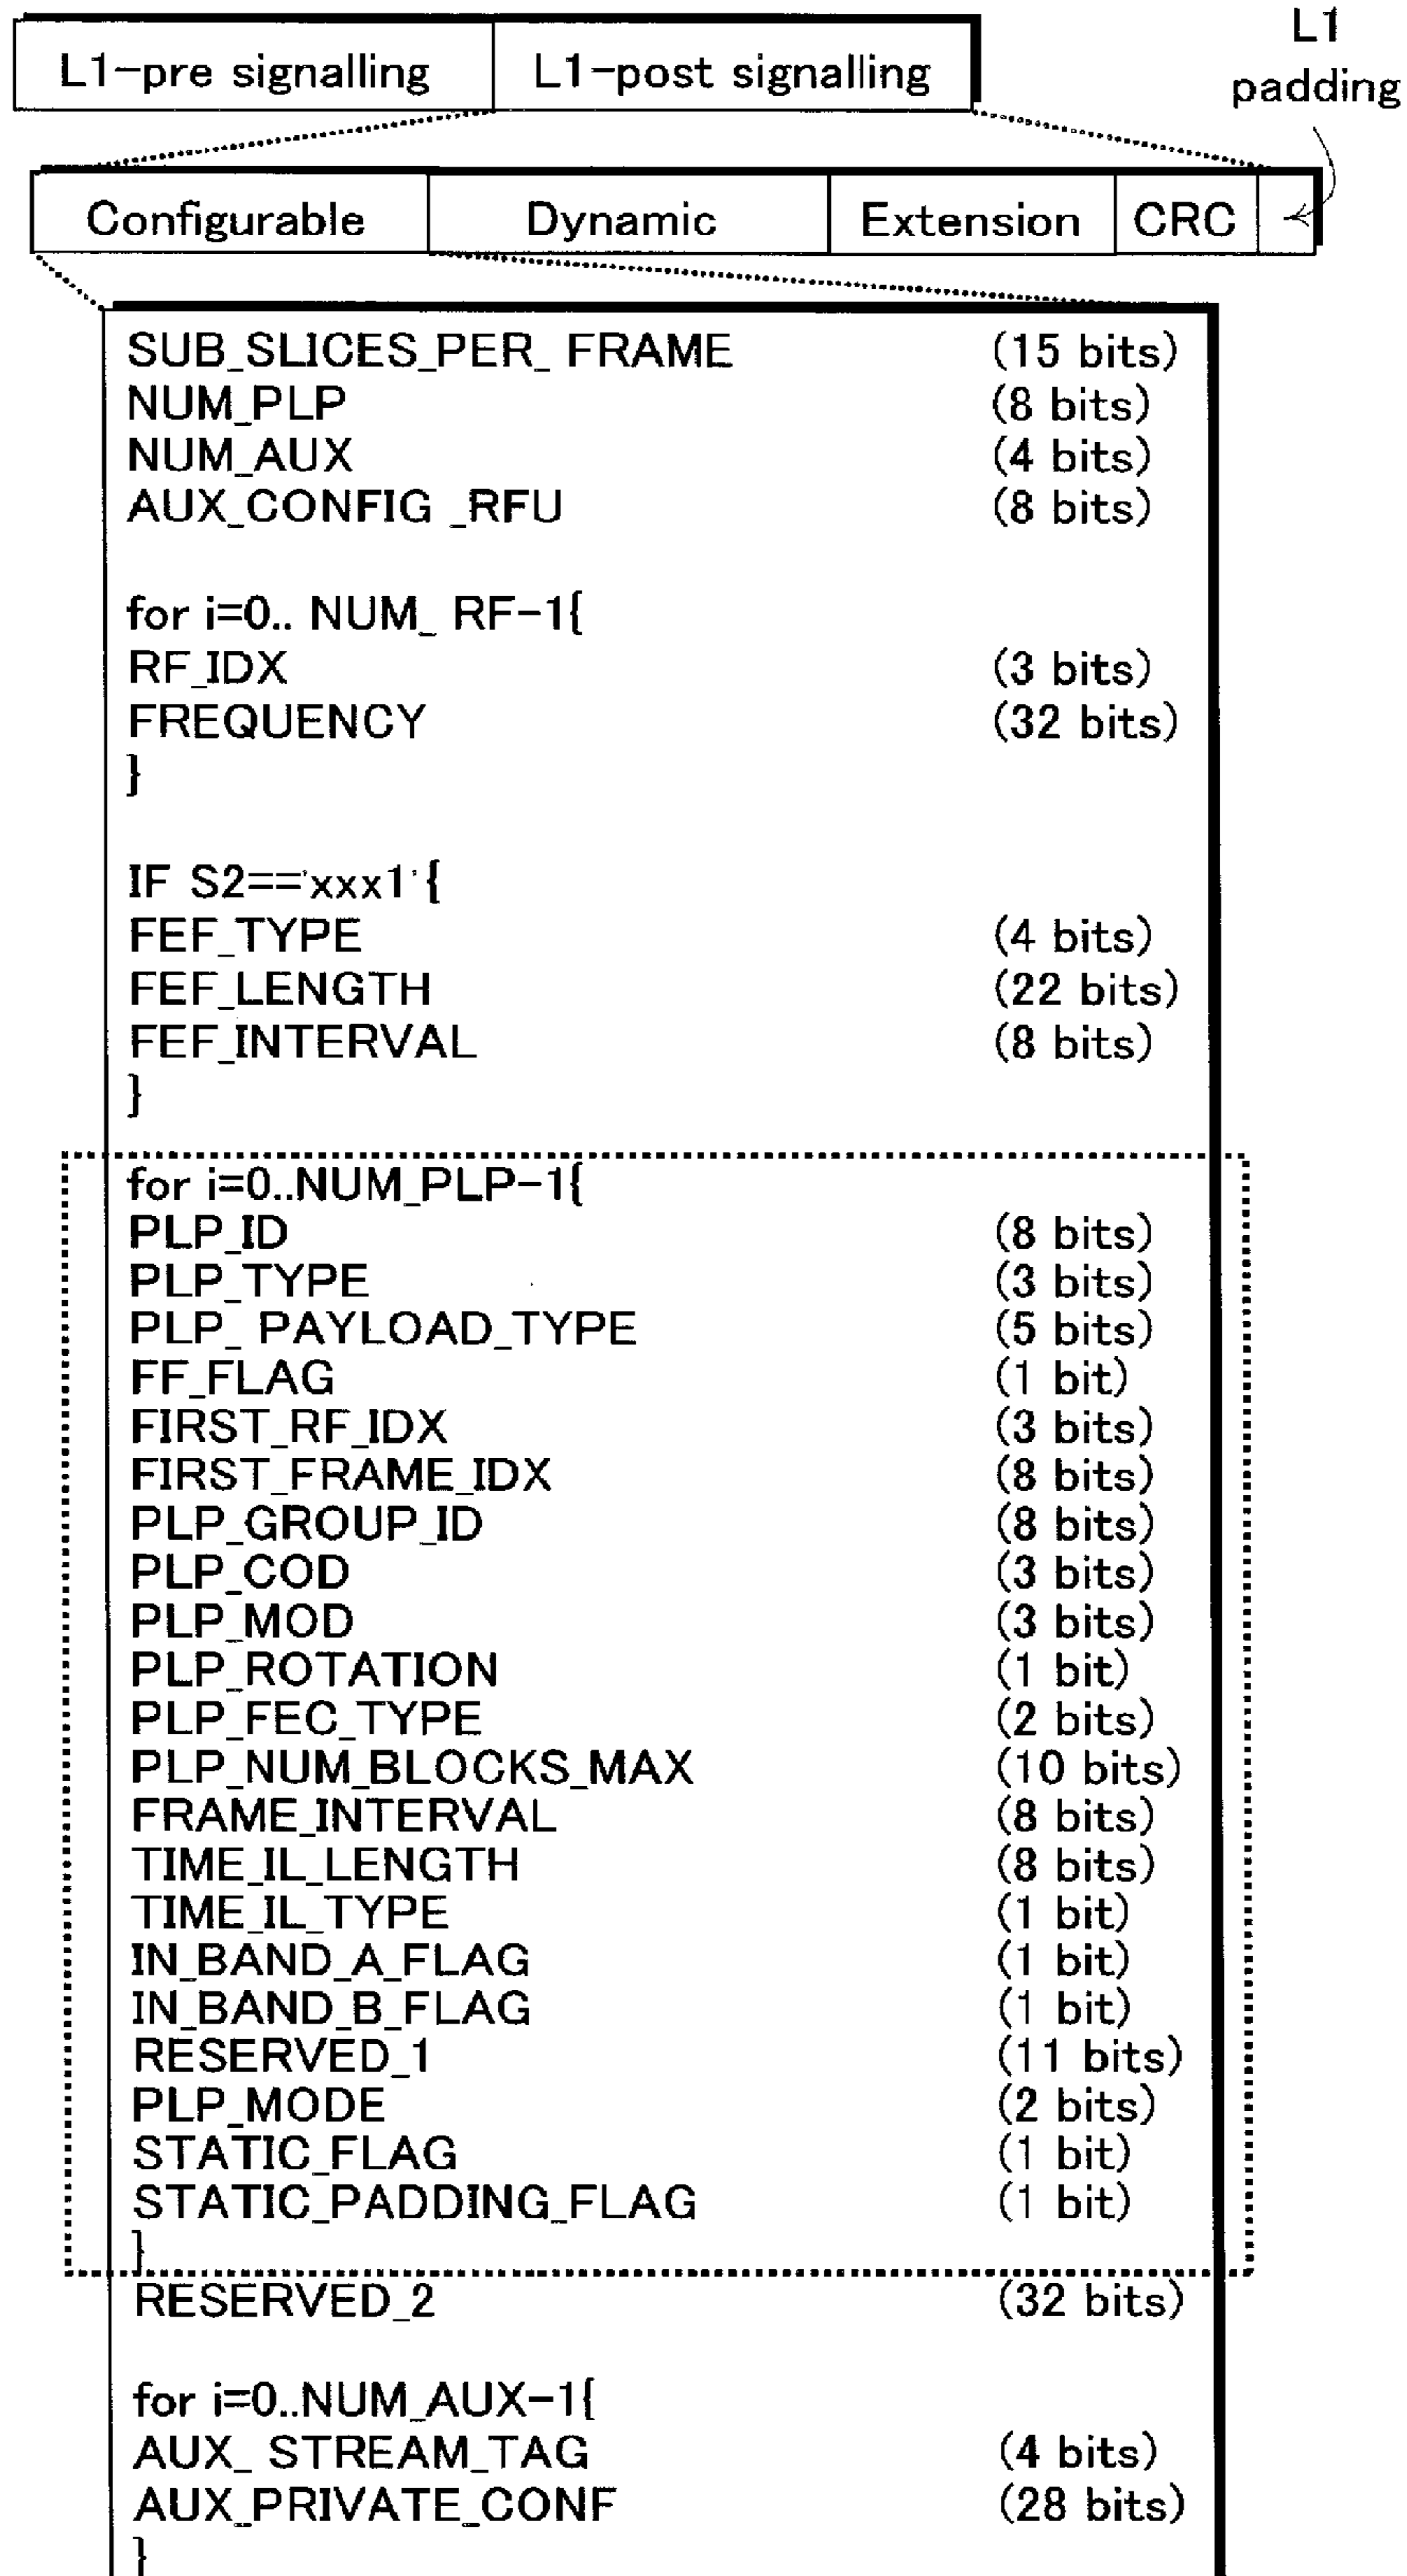 L1-pre signalling L1-post signalling
L1
padding
Configurable Dynamic Extension CRC
SUB_SLICES_PER_ FRAME (15 bits)
NUM_PLP (8 bits)
NUM_AUX (4 bits)
AUX_CONFIG _RFU (8 bits)
for i=0.. NUM_ RF-1{
RF_IDX (3 bits)
FREQUENCY (32 bits)
}
IF S2=='xxx1'{
FEF_TYPE (4 bits)
FEF_LENGTH (22 bits)
FEF_INTERVAL (8 bits)
}
for i=0..NUM_PLP-1{
PLP_ID (8 bits)
PLP_TYPE (3 bits)
PLP_ PAYLOAD_TYPE (5 bits)
FF_FLAG (1 bit)
FIRST_RF_IDX (3 bits)
FIRST_FRAME_IDX (8 bits)
PLP_GROUP_ID (8 bits)
PLP_COD (3 bits)
PLP_MOD (3 bits)
PLP_ROTATION (1 bit)
PLP_FEC_TYPE (2 bits)
PLP_NUM_BLOCKS_MAX (10 bits)
FRAME_INTERVAL (8 bits)
TIME_IL_LENGTH (8 bits)
TIME_IL_TYPE (1 bit)
IN_BAND_A_FLAG (1 bit)
IN_BAND_B_FLAG (1 bit)
RESERVED_1 (11 bits)
PLP_MODE (2 bits)
STATIC_FLAG (1 bit)
STATIC_PADDING_FLAG (1 bit)
}
RESERVED_2 (32 bits)
for i=0..NUM_AUX-1{
AUX_ STREAM_TAG (4 bits)
AUX_PRIVATE_CONF (28 bits)
}